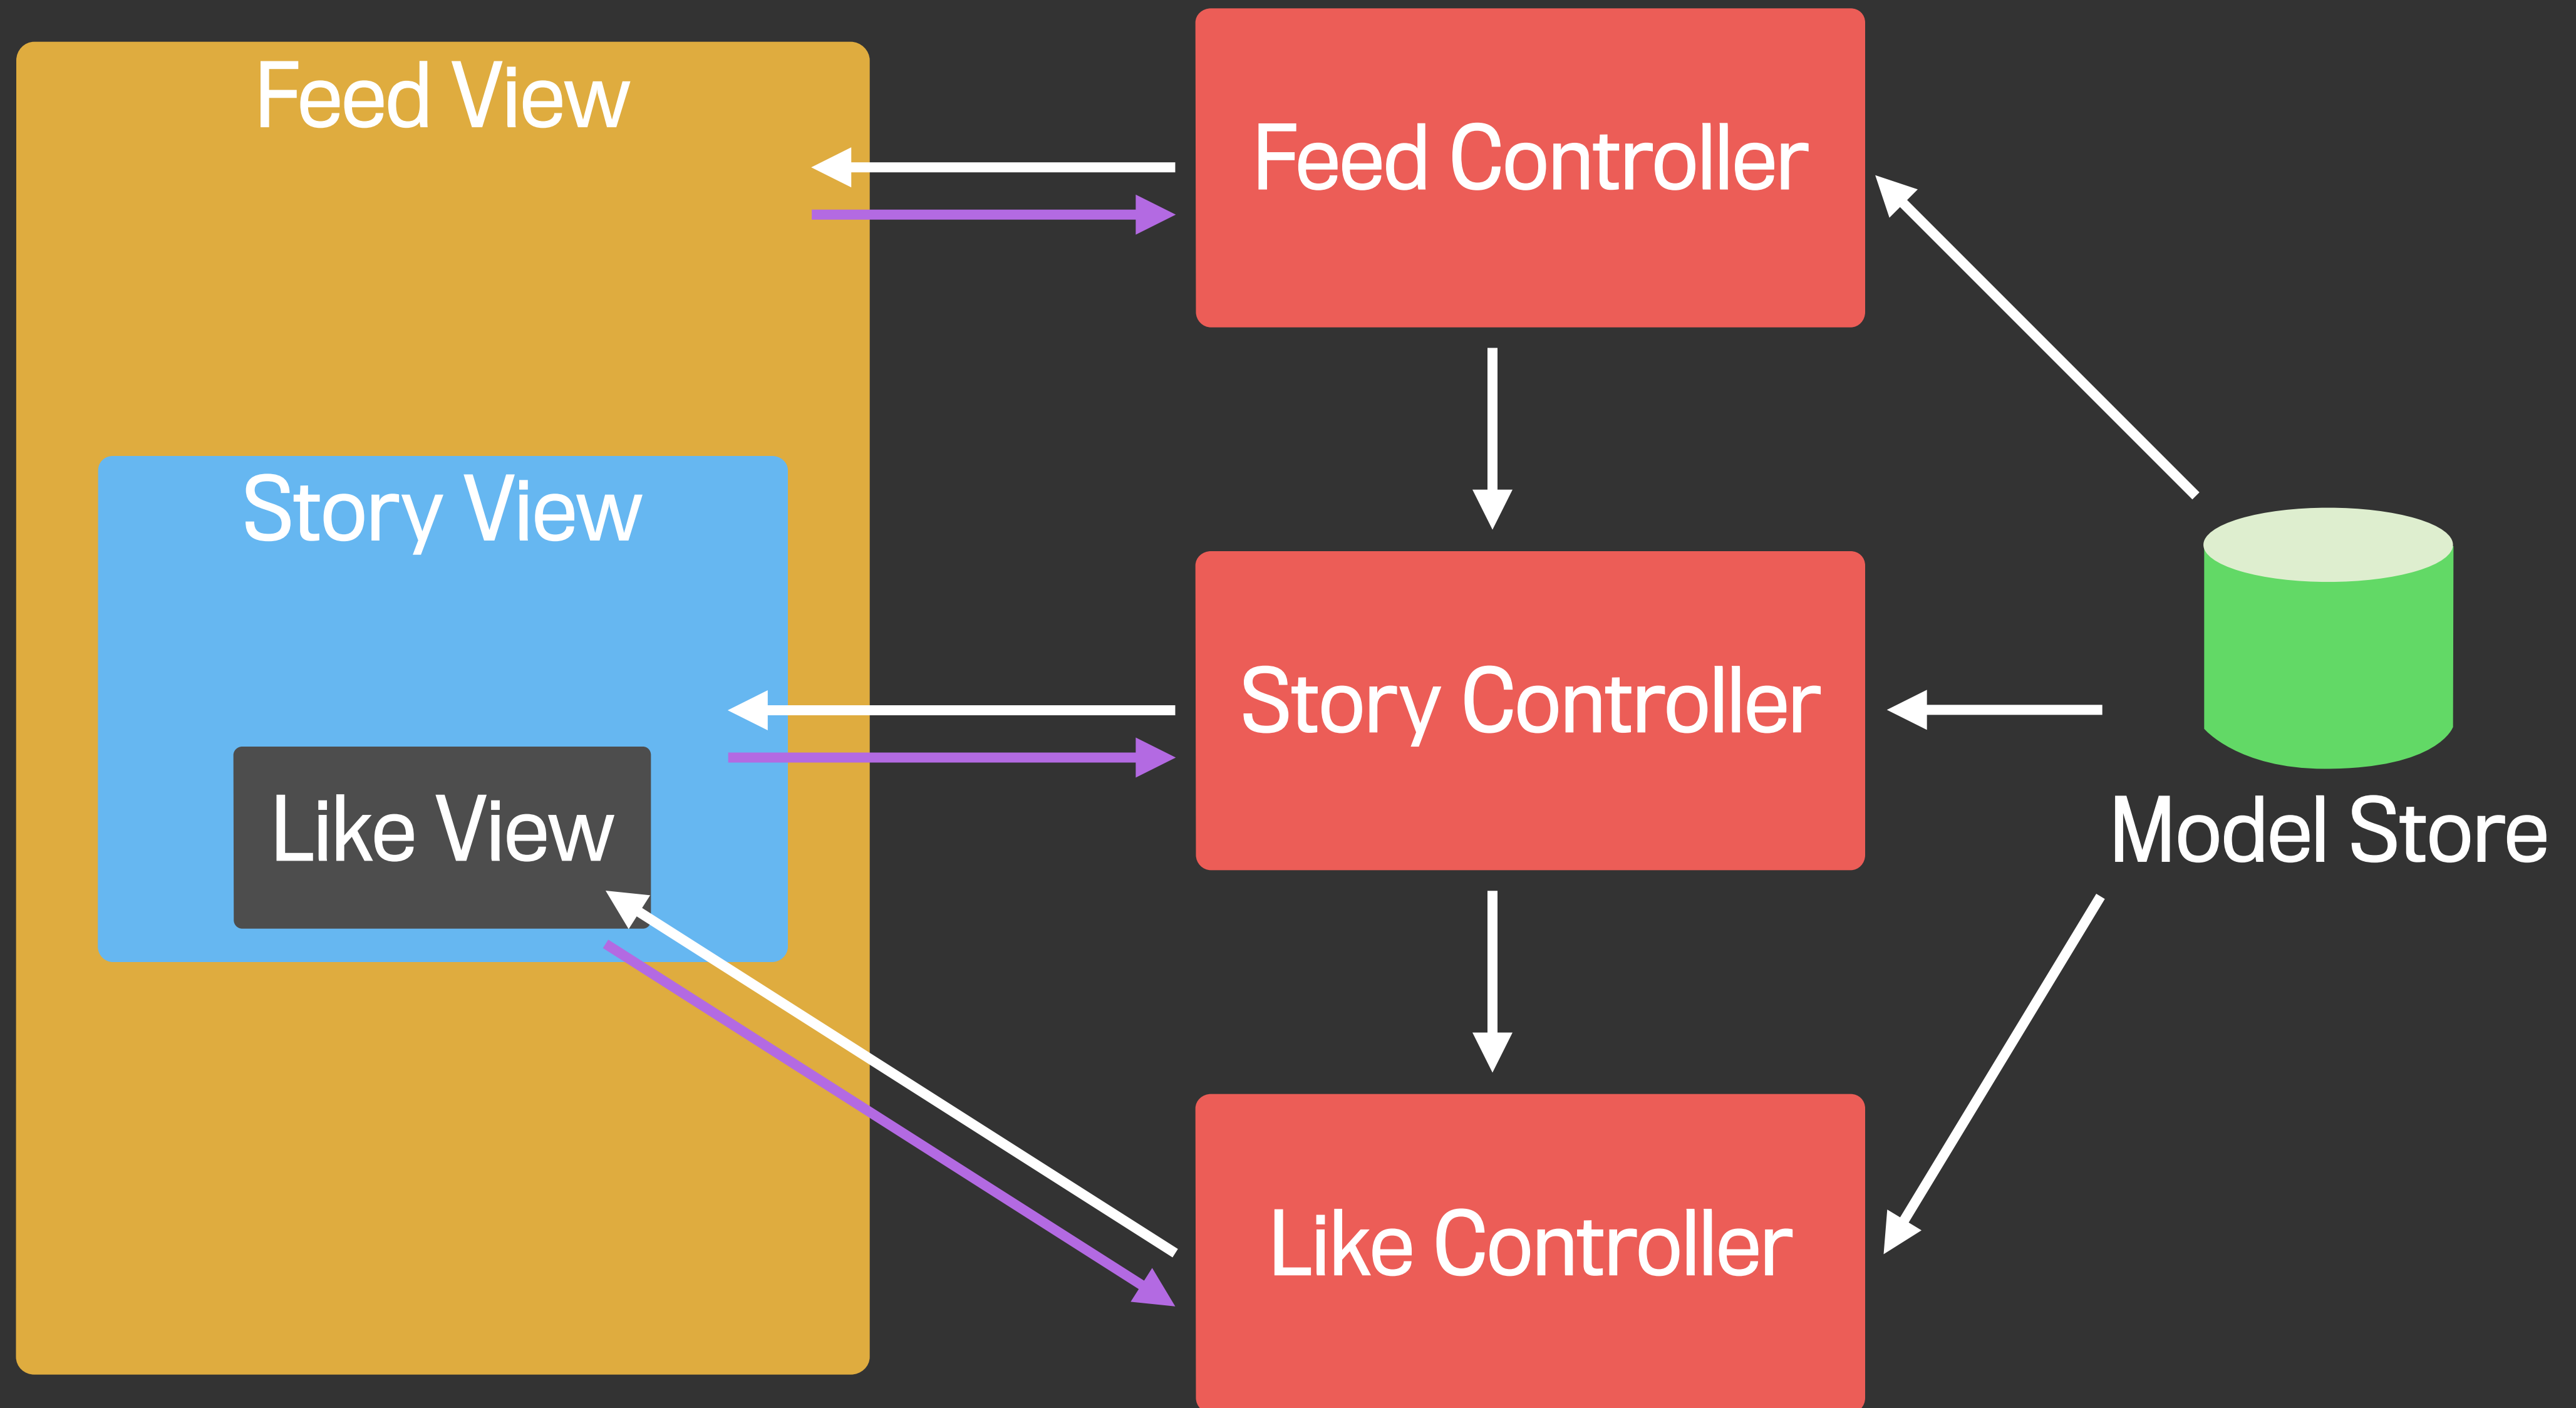 Feed View
Feed Controller
Story View
Story Controller
Like View
Model Store
Like Controller